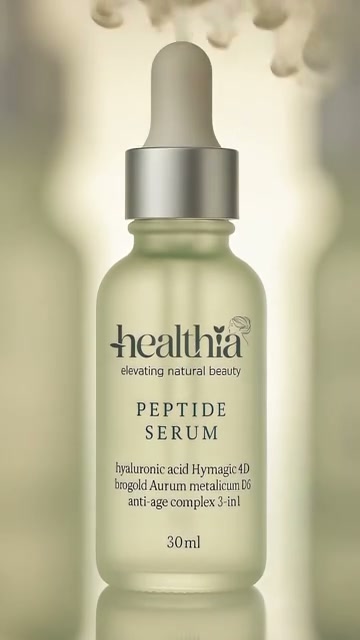 healthia
elevating natural beauty
PEPTIDE
SERUM
hyaluronic acid Hymagic 4D
brogold Aurum metalicum D6
anti-age complex 3-in1
30ml